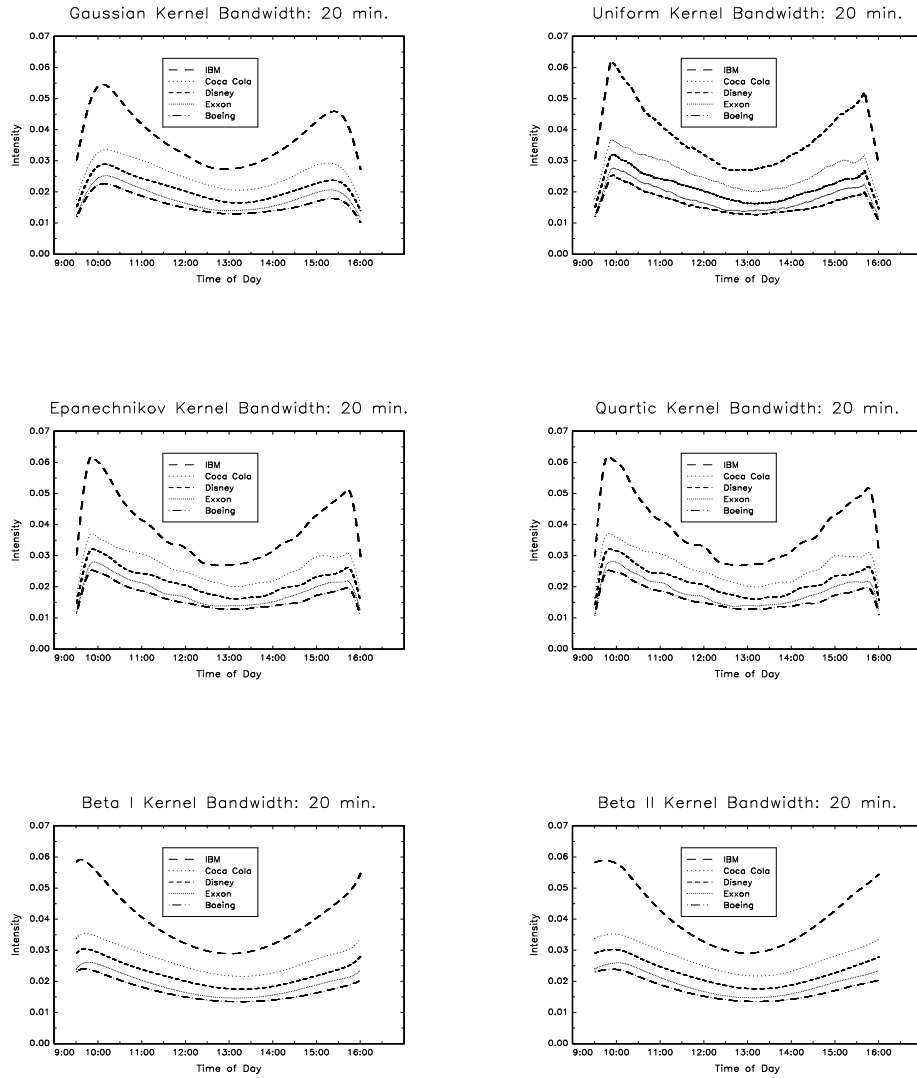 Gaussian Kernel Bandwidth: 20 min.
0.07
0.06
0.05
0.04
0.03
0.02
0.01
0.00
Intensity
IBM
Coca Cola
Disney
Exxon
Boeing
9:00 10:00 11:00 12:00 13:00 14:00 15:00 16:00
Time of Day
Uniform Kernel Bandwidth: 20 min.
0.07
0.06
0.05
0.04
0.03
0.02
0.01
0.00
Intensity
IBM
Coca Cola
Disney
Exxon
Boeing
9:00 10:00 11:00 12:00 13:00 14:00 15:00 16:00
Time of Day
Epanechnikov Kernel Bandwidth: 20 min.
0.07
0.06
0.05
0.04
0.03
0.02
0.01
0.00
Intensity
IBM
Coca Cola
Disney
Exxon
Boeing
9:00 10:00 11:00 12:00 13:00 14:00 15:00 16:00
Time of Day
Quartic Kernel Bandwidth: 20 min.
0.07
0.06
0.05
0.04
0.03
0.02
0.01
0.00
Intensity
IBM
Coca Cola
Disney
Exxon
Boeing
9:00 10:00 11:00 12:00 13:00 14:00 15:00 16:00
Time of Day
Beta I Kernel Bandwidth: 20 min.
0.07
0.06
0.05
0.04
0.03
0.02
0.01
0.00
Intensity
IBM
Coca Cola
Disney
Exxon
Boeing
9:00 10:00 11:00 12:00 13:00 14:00 15:00 16:00
Time of Day
Beta II Kernel Bandwidth: 20 min.
0.07
0.06
0.05
0.04
0.03
0.02
0.01
0.00
Intensity
IBM
Coca Cola
Disney
Exxon
Boeing
9:00 10:00 11:00 12:00 13:00 14:00 15:00 16:00
Time of Day